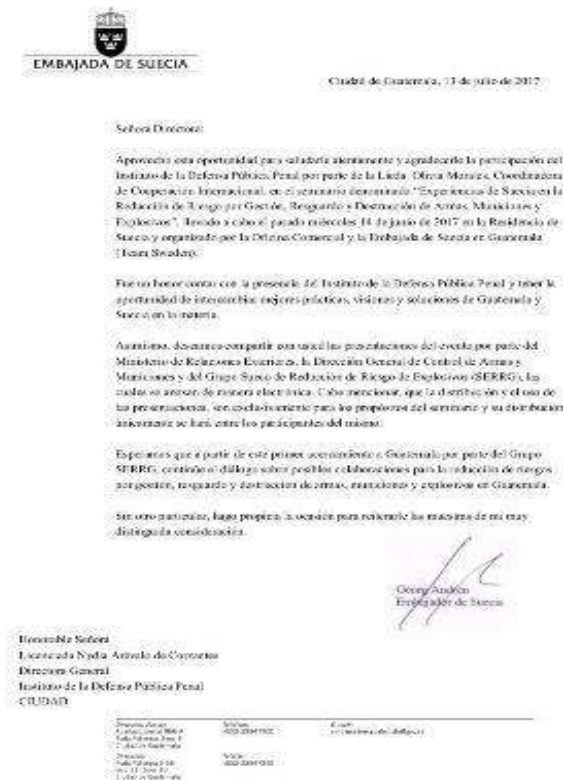 EMBAJADA DE SUECIA
Ciudad de Guatemala, 13 de julio de 2017
Señora Directora:
Aprovecho esta oportunidad para saludarle atentamente y agradecerle la participación del
Instituto de la Defensa Pública Penal por parte de la Licda. Olivia Morales, Coordinadora
de Cooperación Internacional, en el seminario denominado "Experiencias de Suecia en la
Reducción de Riesgo por Gestión, Resguardo y Destrucción de Armas, Municiones y
Explosivos", llevado a cabo el pasado miércoles 14 de junio de 2017 en la Residencia de
Suecia y organizado por la Oficina Comercial y la Embajada de Suecia en Guatemala
(Team Sweden).
Fue un honor contar con la presencia del Instituto de la Defensa Pública Penal y tener la
oportunidad de intercambiar mejores prácticas, visiones y soluciones de Guatemala y
Suecia en la materia.
Asimismo, deseamos compartir con usted las presentaciones del evento por parte del
Ministerio de Relaciones Exteriores, la Dirección General de Control de Armas y
Municiones y del Grupo Sueco de Reducción de Riesgo de Explosivos (SERRG), las
cuales se anexan de manera electrónica. Cabe mencionar, que la distribución y el uso de
las presentaciones, son exclusivamente para los propósitos del seminario y su distribución
únicamente se hará entre los participantes del mismo.
Esperamos que a partir de este primer acercamiento a Guatemala por parte del Grupo
SERRG, continúe el diálogo sobre posibles colaboraciones para la reducción de riesgos
por gestión, resguardo y destrucción de armas, municiones y explosivos en Guatemala.
Sin otro particular, hago propicia la ocasión para reiterarle las muestras de mi muy
distinguida consideración.
Georg Andrén
Embajador de Suecia
Honorable Señora
Licenciada Nydia Arévalo de Corzantes
Directora General
Instituto de la Defensa Pública Penal
CIUDAD